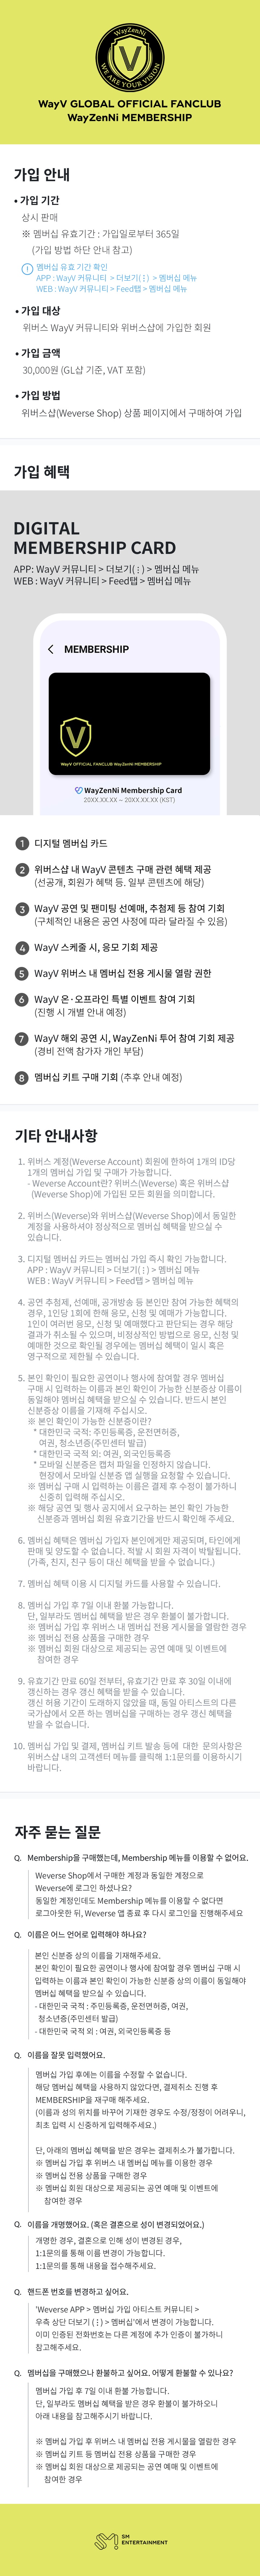 WayZenNi
WE ARE YOUR VISION
WayV GLOBAL OFFICIAL FANCLUB
WayZenNi MEMBERSHIP
가입 안내
• 가입 기간
상시 판매
※ 멤버십 유효기간 : 가입일로부터 365일
(가입 방법 하단 안내 참고)
멤버십 유효 기간 확인
APP : WayV 커뮤니티 > 더보기(⋮) > 멤버십 메뉴
WEB : WayV 커뮤니티 > Feed탭 > 멤버십 메뉴
• 가입 대상
위버스 WayV 커뮤니티와 위버스샵에 가입한 회원
• 가입 금액
30,000원 (GL샵 기준, VAT 포함)
• 가입 방법
위버스샵(Weverse Shop) 상품 페이지에서 구매하여 가입
가입 혜택
DIGITAL
MEMBERSHIP CARD
APP: WayV 커뮤니티 > 더보기(⋮) > 멤버십 메뉴
WEB : WayV 커뮤니티 > Feed탭 > 멤버십 메뉴
MEMBERSHIP
WayV OFFICIAL FANCLUB WayZenNi MEMBERSHIP
WayZenNi Membership Card
20XX.XX.XX ~ 20XX.XX.XX (KST)
1 디지털 멤버십 카드
2 위버스샵 내 WayV 콘텐츠 구매 관련 혜택 제공
(선공개, 회원가 혜택 등. 일부 콘텐츠에 해당)
3 WayV 공연 및 팬미팅 선예매, 추첨제 등 참여 기회
(구체적인 내용은 공연 사정에 따라 달라질 수 있음)
4 WayV 스케줄 시, 응모 기회 제공
5 WayV 위버스 내 멤버십 전용 게시물 열람 권한
6 WayV 온·오프라인 특별 이벤트 참여 기회
(진행 시 개별 안내 예정)
7 WayV 해외 공연 시, WayZenNi 투어 참여 기회 제공
(경비 전액 참가자 개인 부담)
8 멤버십 키트 구매 기회 (추후 안내 예정)
기타 안내사항
1. 위버스 계정(Weverse Account) 회원에 한하여 1개의 ID당
1개의 멤버십 가입 및 구매가 가능합니다.
- Weverse Account란? 위버스(Weverse) 혹은 위버스샵
(Weverse Shop)에 가입된 모든 회원을 의미합니다.
2. 위버스(Weverse)와 위버스샵(Weverse Shop)에서 동일한
계정을 사용하셔야 정상적으로 멤버십 혜택을 받으실 수
있습니다.
3. 디지털 멤버십 카드는 멤버십 가입 즉시 확인 가능합니다.
APP : WayV 커뮤니티 > 더보기(⋮) > 멤버십 메뉴
WEB : WayV 커뮤니티 > Feed탭 > 멤버십 메뉴
4. 공연 추첨제, 선예매, 공개방송 등 본인만 참여 가능한 혜택의
경우, 1인당 1회에 한해 응모, 신청 및 예매가 가능합니다.
1인이 여러번 응모, 신청 및 예매했다고 판단되는 경우 해당
결과가 취소될 수 있으며, 비정상적인 방법으로 응모, 신청 및
예매한 것으로 확인될 경우에는 멤버십 혜택이 일시 혹은
영구적으로 제한될 수 있습니다.
5. 본인 확인이 필요한 공연이나 행사에 참여할 경우 멤버십
구매 시 입력하는 이름과 본인 확인이 가능한 신분증상 이름이
동일해야 멤버십 혜택을 받으실 수 있습니다. 반드시 본인
신분증상 이름을 기재해 주십시오.
※ 본인 확인이 가능한 신분증이란?
* 대한민국 국적: 주민등록증, 운전면허증,
여권, 청소년증(주민센터 발급)
* 대한민국 국적 외: 여권, 외국인등록증
* 모바일 신분증은 캡처 파일을 인정하지 않습니다.
현장에서 모바일 신분증 앱 실행을 요청할 수 있습니다.
※ 멤버십 구매 시 입력하는 이름은 결제 후 수정이 불가하니
신중히 입력해 주십시오.
※ 해당 공연 및 행사 공지에서 요구하는 본인 확인 가능한
신분증과 멤버십 회원 유효기간을 반드시 확인해 주세요.
6. 멤버십 혜택은 멤버십 가입자 본인에게만 제공되며, 타인에게
판매 및 양도할 수 없습니다. 적발 시 회원 자격이 박탈됩니다.
(가족, 친지, 친구 등이 대신 혜택을 받을 수 없습니다.)
7. 멤버십 혜택 이용 시 디지털 카드를 사용할 수 있습니다.
8. 멤버십 가입 후 7일 이내 환불 가능합니다.
단, 일부라도 멤버십 혜택을 받은 경우 환불이 불가합니다.
※ 멤버십 가입 후 위버스 내 멤버십 전용 게시물을 열람한 경우
※ 멤버십 전용 상품을 구매한 경우
※ 멤버십 회원 대상으로 제공되는 공연 예매 및 이벤트에
참여한 경우
9. 유효기간 만료 60일 전부터, 유효기간 만료 후 30일 이내에
갱신하는 경우 갱신 혜택을 받을 수 있습니다.
갱신 허용 기간이 도래하지 않았을 때, 동일 아티스트의 다른
국가샵에서 오픈 하는 멤버십을 구매하는 경우 갱신 혜택을
받을 수 없습니다.
10. 멤버십 가입 및 결제, 멤버십 키트 발송 등에 대한 문의사항은
위버스샵 내의 고객센터 메뉴를 클릭해 1:1문의를 이용하시기
바랍니다.
자주 묻는 질문
Q. Membership을 구매했는데, Membership 메뉴를 이용할 수 없어요.
Weverse Shop에서 구매한 계정과 동일한 계정으로
Weverse에 로그인 하셨나요?
동일한 계정인데도 Membership 메뉴를 이용할 수 없다면
로그아웃한 뒤, Weverse 앱 종료 후 다시 로그인을 진행해주세요
Q. 이름은 어느 언어로 입력해야 하나요?
본인 신분증 상의 이름을 기재해주세요.
본인 확인이 필요한 공연이나 행사에 참여할 경우 멤버십 구매 시
입력하는 이름과 본인 확인이 가능한 신분증 상의 이름이 동일해야
멤버십 혜택을 받으실 수 있습니다.
- 대한민국 국적 : 주민등록증, 운전면허증, 여권,
청소년증(주민센터 발급)
- 대한민국 국적 외 : 여권, 외국인등록증 등
Q. 이름을 잘못 입력했어요.
멤버십 가입 후에는 이름을 수정할 수 없습니다.
해당 멤버십 혜택을 사용하지 않았다면, 결제취소 진행 후
MEMBERSHIP을 재구매 해주세요.
(이름과 성의 위치를 바꾸어 기재한 경우도 수정/정정이 어려우니,
최초 입력 시 신중하게 입력해주세요.)
단, 아래의 멤버십 혜택을 받은 경우는 결제취소가 불가합니다.
※ 멤버십 가입 후 위버스 내 멤버십 메뉴를 이용한 경우
※ 멤버십 전용 상품을 구매한 경우
※ 멤버십 회원 대상으로 제공되는 공연 예매 및 이벤트에
참여한 경우
Q. 이름을 개명했어요. (혹은 결혼으로 성이 변경되었어요.)
개명한 경우, 결혼으로 인해 성이 변경된 경우,
1:1문의를 통해 이름 변경이 가능합니다.
1:1문의를 통해 내용을 접수해주세요.
Q. 핸드폰 번호를 변경하고 싶어요.
'Weverse APP > 멤버십 가입 아티스트 커뮤니티 >
우측 상단 더보기 (⋮) > 멤버십'에서 변경이 가능합니다.
이미 인증된 전화번호는 다른 계정에 추가 인증이 불가하니
참고해주세요.
Q. 멤버십을 구매했으나 환불하고 싶어요. 어떻게 환불할 수 있나요?
멤버십 가입 후 7일 이내 환불 가능합니다.
단, 일부라도 멤버십 혜택을 받은 경우 환불이 불가하오니
아래 내용을 참고해주시기 바랍니다.
※ 멤버십 가입 후 위버스 내 멤버십 전용 게시물을 열람한 경우
※ 멤버십 키트 등 멤버십 전용 상품을 구매한 경우
※ 멤버십 회원 대상으로 제공되는 공연 예매 및 이벤트에
참여한 경우
SM
ENTERTAINMENT